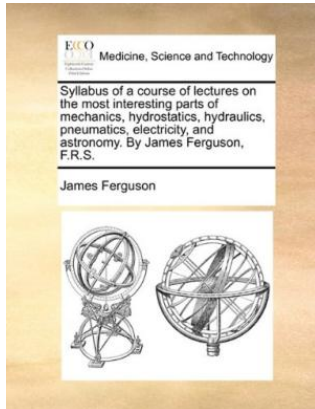 ECCO
Medicine, Science and Technology
Syllabus of a course of lectures on
the most interesting parts of
mechanics, hydrostatics, hydraulics,
pneumatics, electricity, and
astronomy. By James Ferguson,
F.R.S.
James Ferguson